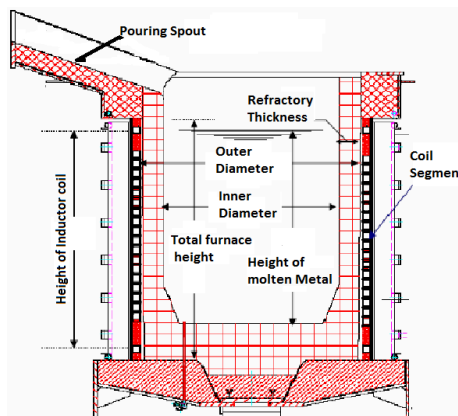 Pouring Spout
Refractory
Thickness
Outer
Diameter
Coil
Segmen
Inner
Diameter
Total furnace
height
Height of
molten Metal
Height of Inductor coil